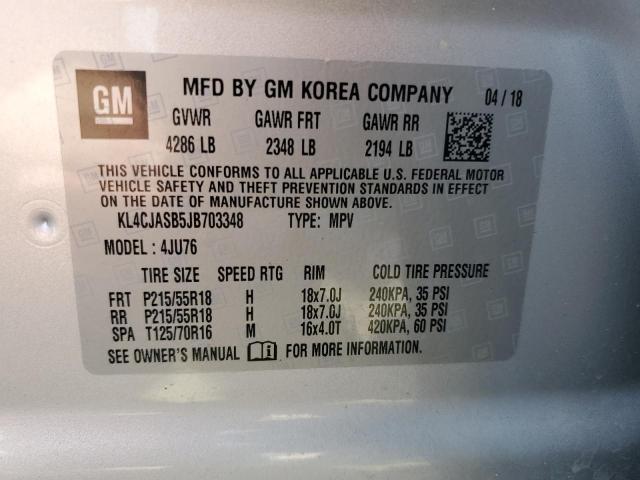 GM MFD BY GM KOREA COMPANY 04 / 18
GVWR GAWR FRT GAWR RR
4286 LB 2348 LB 2194 LB
THIS VEHICLE CONFORMS TO ALL APPLICABLE U.S. FEDERAL MOTOR
VEHICLE SAFETY AND THEFT PREVENTION STANDARDS IN EFFECT
ON THE DATE OF MANUFACTURE SHOWN ABOVE.
KL4CJASB5JB703348 TYPE: MPV
MODEL : 4JU76
TIRE SIZE SPEED RTG RIM COLD TIRE PRESSURE
FRT P215/55R18 H 18x7.0J 240KPA, 35 PSI
RR P215/55R18 H 18x7.0J 240KPA, 35 PSI
SPA T125/70R16 M 16x4.0T 420KPA, 60 PSI
SEE OWNER'S MANUAL FOR MORE INFORMATION.